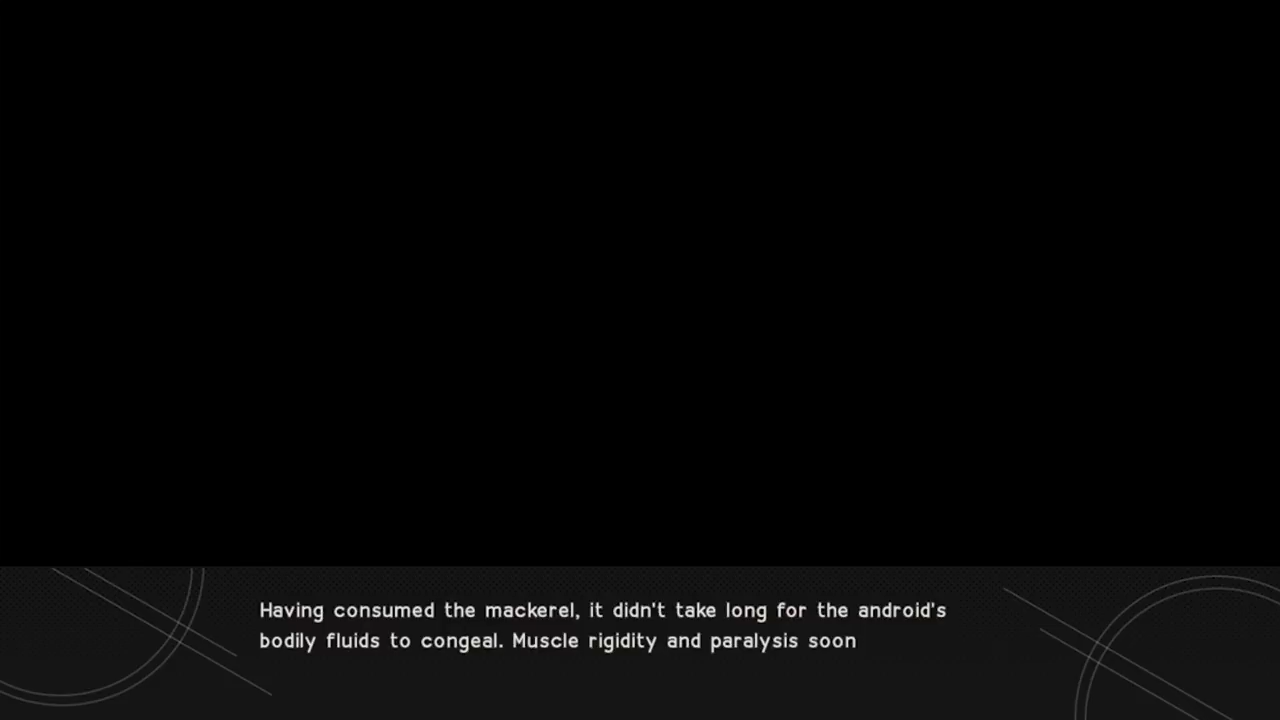 Having consumed the mackerel, it didn't take long for the android's
bodily fluids to congeal. Muscle rigidity and paralysis soon